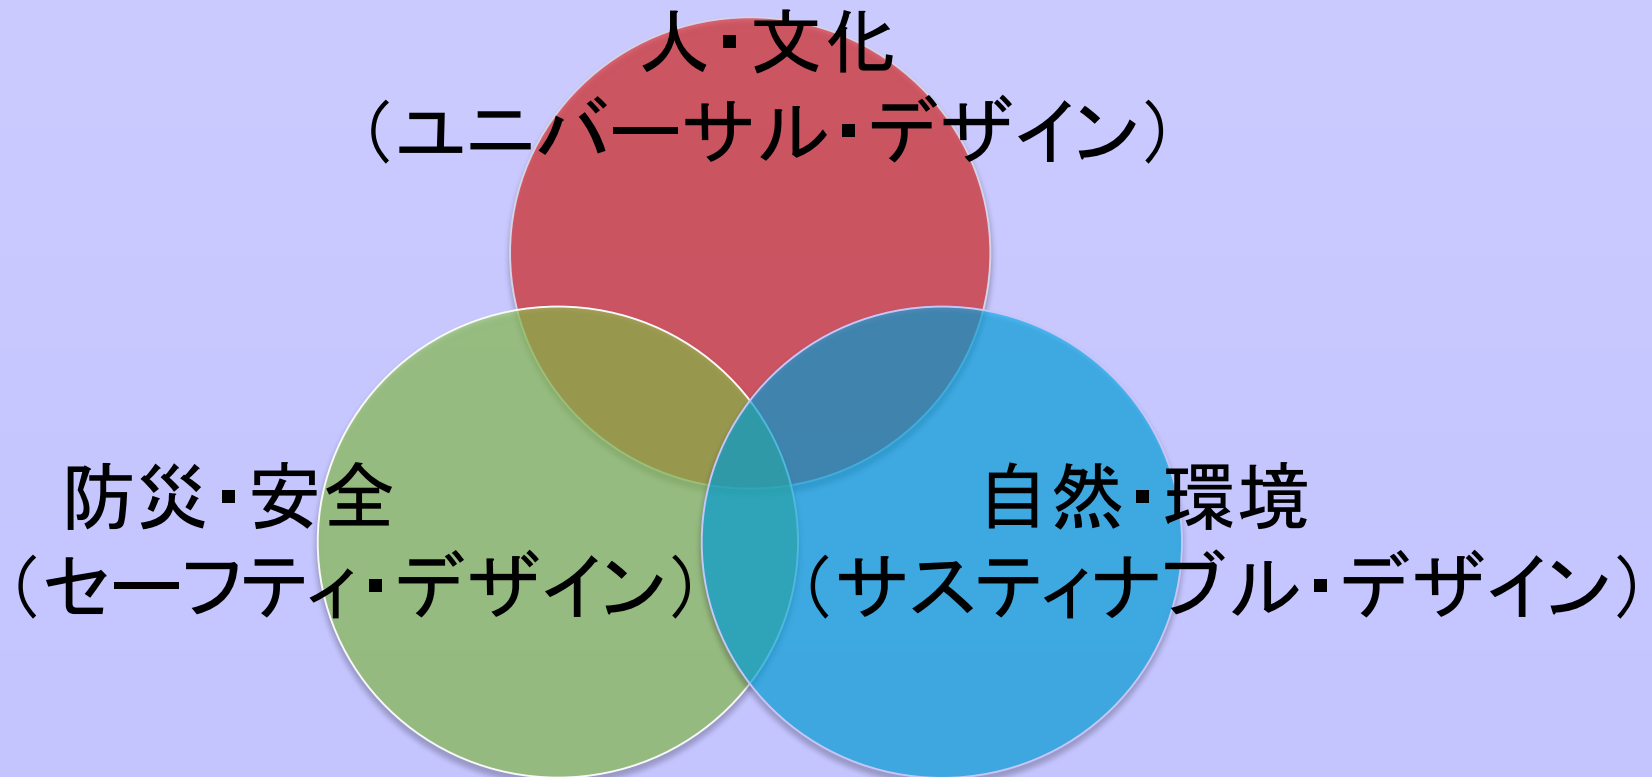 人・文化
（ユニバーサル・デザイン）
防災・安全
（セーフティ・デザイン）
自然・環境
（サスティナブル・デザイン）